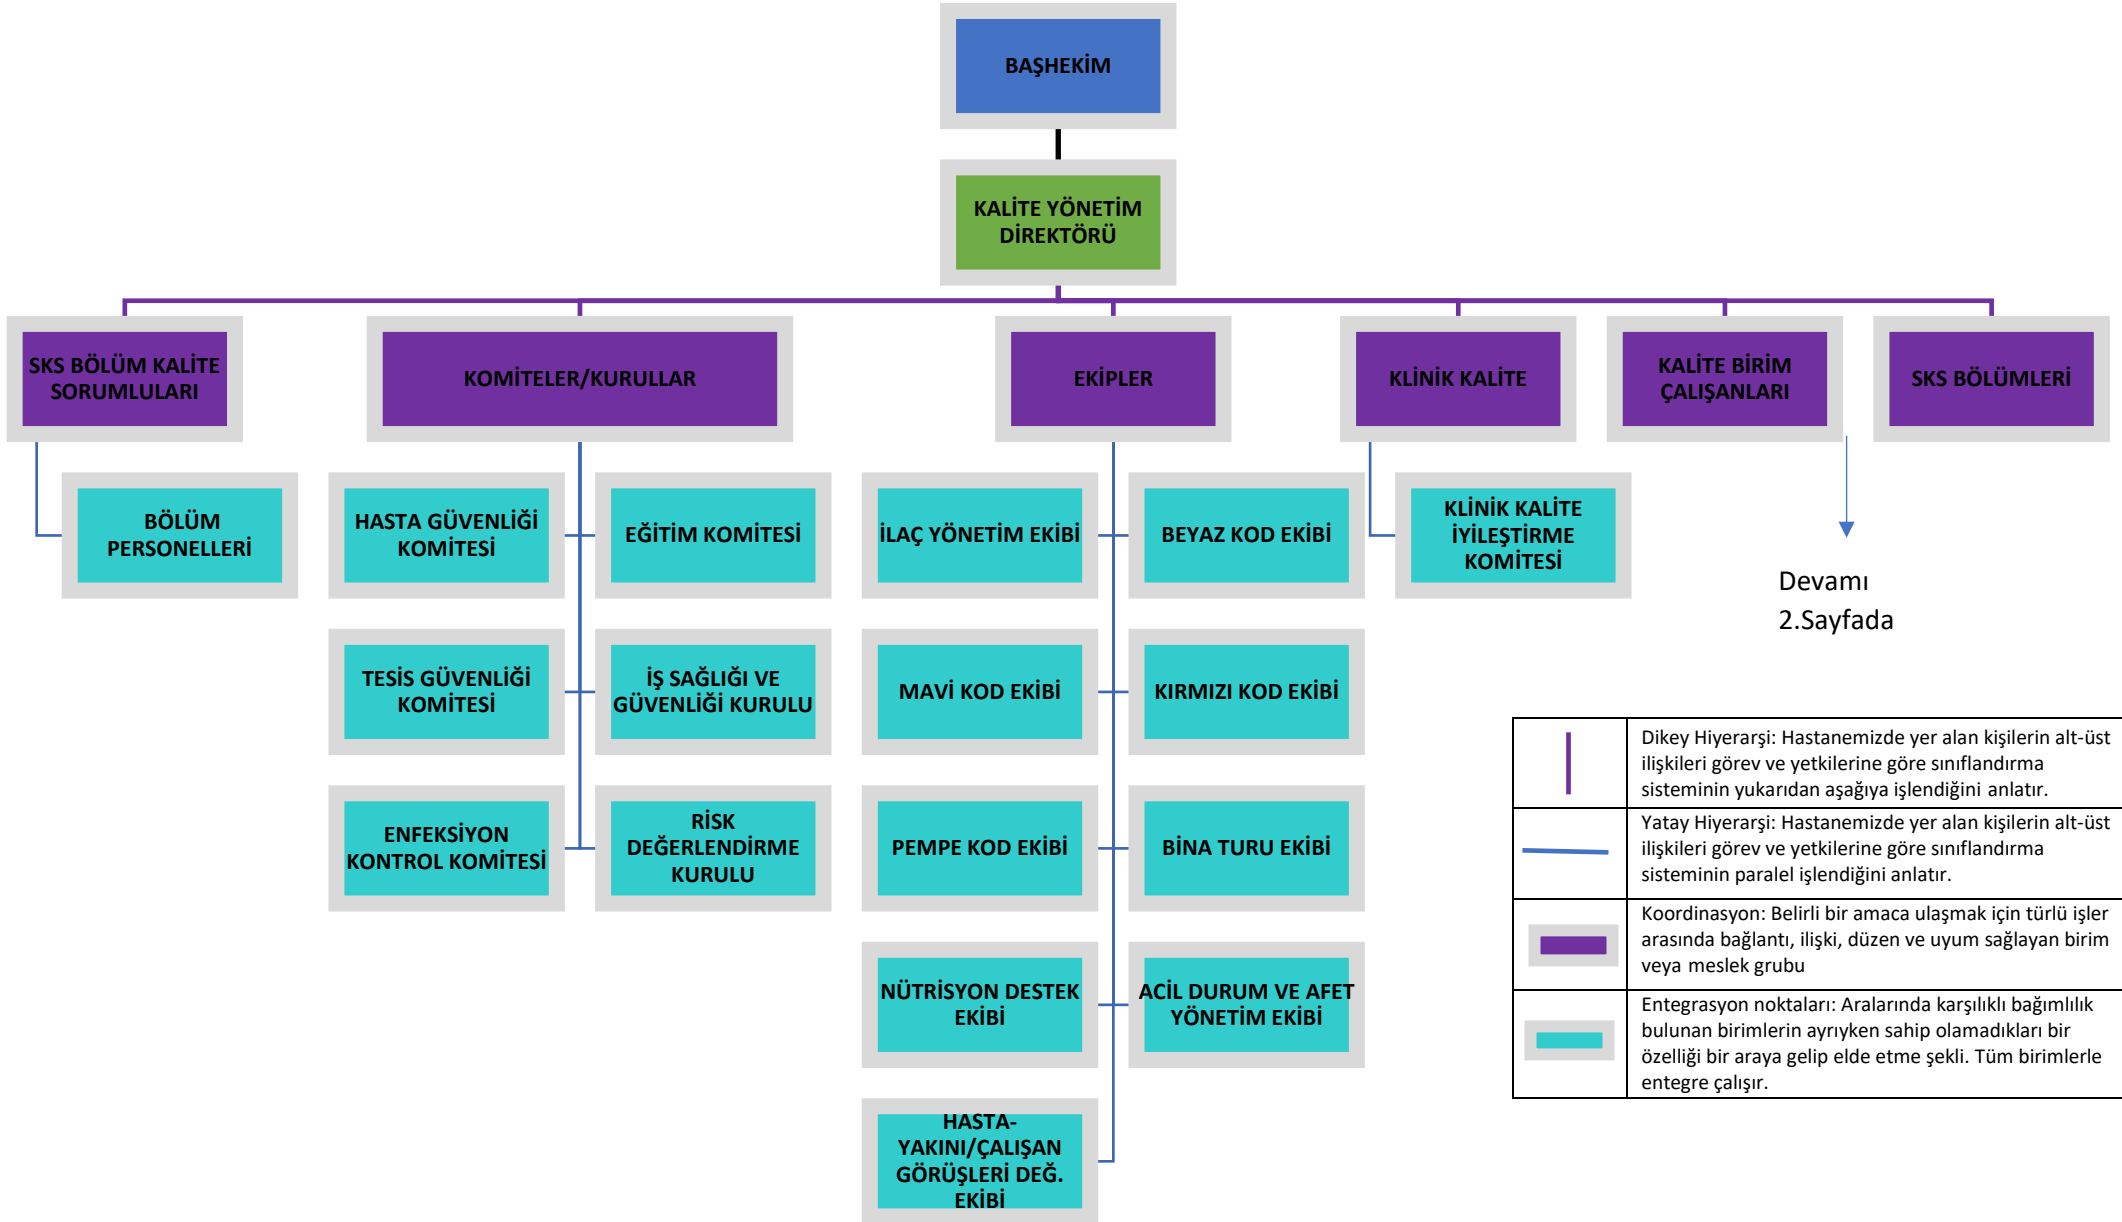 BAŞHEKİM
KALİTE YÖNETİM
DİREKTÖRÜ
SKS BÖLÜM KALİTE
SORUMLULARI
KOMİTELER/KURULLAR
EKİPLER
KLİNİK KALİTE
KALİTE BİRİM
ÇALIŞANLARI
SKS BÖLÜMLERİ
BÖLÜM
PERSONELLERİ
HASTA GÜVENLİĞİ
KOMİTESİ
EĞİTİM KOMİTESİ
İLAÇ YÖNETİM EKİBİ
BEYAZ KOD EKİBİ
KLİNİK KALİTE
İYİLEŞTİRME
KOMİTESİ
Devamı
2.Sayfada
TESİS GÜVENLİĞİ
KOMİTESİ
İŞ SAĞLIĞI VE
GÜVENLİĞİ KURULU
MAVİ KOD EKİBİ
KIRMIZI KOD EKİBİ
ENFEKSİYON
KONTROL KOMİTESİ
RİSK
DEĞERLENDİRME
KURULU
PEMPE KOD EKİBİ
BİNA TURU EKİBİ
NÜTRİSYON DESTEK
EKİBİ
ACİL DURUM VE AFET
YÖNETİM EKİBİ
HASTA-
YAKINI/ÇALIŞAN
GÖRÜŞLERİ DEĞ.
EKİBİ
Dikey Hiyerarşi: Hastanemizde yer alan kişilerin alt-üst
ilişkileri görev ve yetkilerine göre sınıflandırma
sisteminin yukarıdan aşağıya işlendiğini anlatır.
Yatay Hiyerarşi: Hastanemizde yer alan kişilerin alt-üst
ilişkileri görev ve yetkilerine göre sınıflandırma
sisteminin paralel işlendiğini anlatır.
Koordinasyon: Belirli bir amaca ulaşmak için türlü işler
arasında bağlantı, ilişki, düzen ve uyum sağlayan birim
veya meslek grubu
Entegrasyon noktaları: Aralarında karşılıklı bağımlılık
bulunan birimlerin ayrıyken sahip olamadıkları bir
özelliği bir araya gelip elde etme şekli. Tüm birimlerle
entegre çalışır.